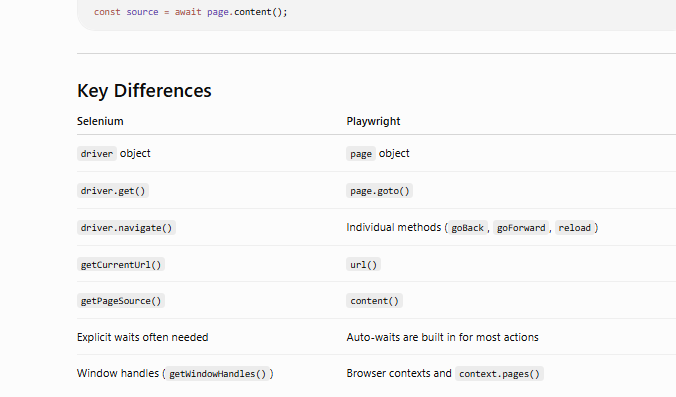 const source = await page.content();
Key Differences
Selenium Playwright
driver object page object
driver.get() page.goto()
driver.navigate() Individual methods (goBack, goForward, reload)
getCurrentUrl() url()
getPageSource() content()
Explicit waits often needed Auto-waits are built in for most actions
Window handles (getWindowHandles()) Browser contexts and context.pages()